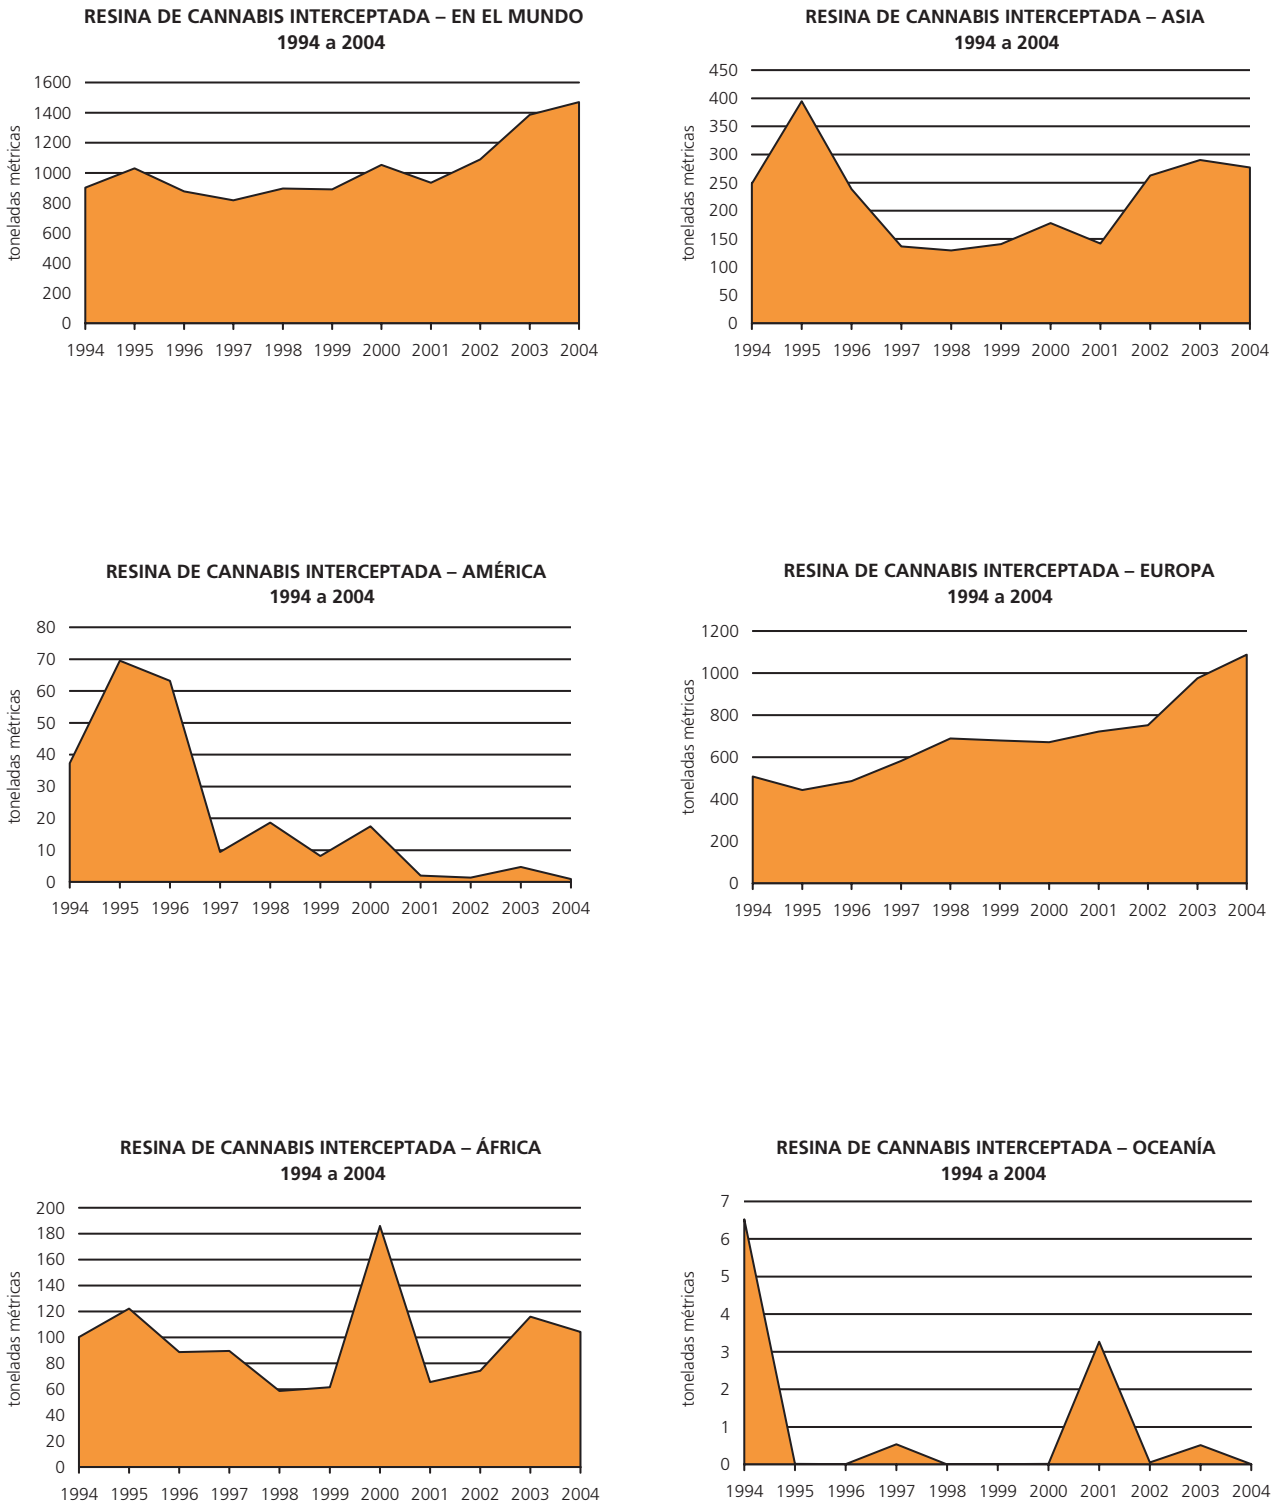 RESINA DE CANNABIS INTERCEPTADA – EN EL MUNDO
1994 a 2004
toneladas métricas
1600
1400
1200
1000
800
600
400
200
0
1994 1995 1996 1997 1998 1999 2000 2001 2002 2003 2004
RESINA DE CANNABIS INTERCEPTADA – ASIA
1994 a 2004
toneladas métricas
450
400
350
300
250
200
150
100
50
0
1994 1995 1996 1997 1998 1999 2000 2001 2002 2003 2004
RESINA DE CANNABIS INTERCEPTADA – AMÉRICA
1994 a 2004
toneladas métricas
80
70
60
50
40
30
20
10
0
1994 1995 1996 1997 1998 1999 2000 2001 2002 2003 2004
RESINA DE CANNABIS INTERCEPTADA – EUROPA
1994 a 2004
toneladas métricas
1200
1000
800
600
400
200
0
1994 1995 1996 1997 1998 1999 2000 2001 2002 2003 2004
RESINA DE CANNABIS INTERCEPTADA – ÁFRICA
1994 a 2004
toneladas métricas
200
180
160
140
120
100
80
60
40
20
0
1994 1995 1996 1997 1998 1999 2000 2001 2002 2003 2004
RESINA DE CANNABIS INTERCEPTADA – OCEANÍA
1994 a 2004
toneladas métricas
7
6
5
4
3
2
1
0
1994 1995 1996 1997 1998 1999 2000 2001 2002 2003 2004